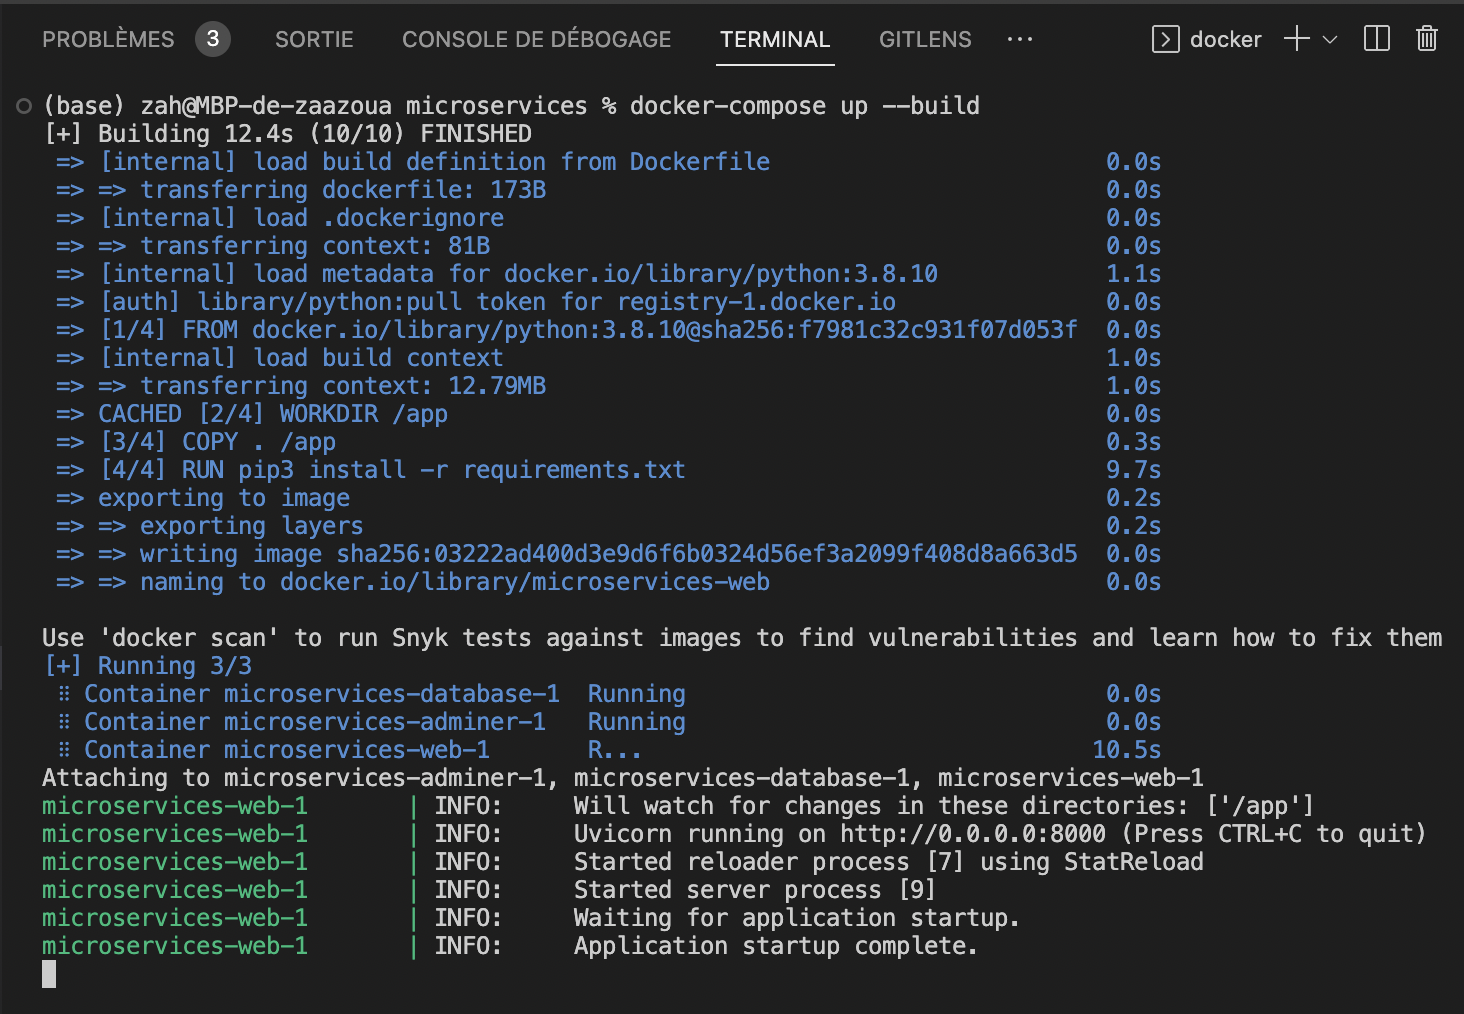 PROBLÈMES 3 SORTIE CONSOLE DE DÉBOGAGE TERMINAL GITLENS ··· docker
(base) zah@MBP-de-zaazoua microservices % docker-compose up --build
[+] Building 12.4s (10/10) FINISHED
=> [internal] load build definition from Dockerfile 0.0s
=> => transferring dockerfile: 173B 0.0s
=> [internal] load .dockerignore 0.0s
=> => transferring context: 81B 0.0s
=> [internal] load metadata for docker.io/library/python:3.8.10 1.1s
=> [auth] library/python:pull token for registry-1.docker.io 0.0s
=> [1/4] FROM docker.io/library/python:3.8.10@sha256:f7981c32c931f07d053f 0.0s
=> [internal] load build context 1.0s
=> => transferring context: 12.79MB 1.0s
=> CACHED [2/4] WORKDIR /app 0.0s
=> [3/4] COPY . /app 0.3s
=> [4/4] RUN pip3 install -r requirements.txt 9.7s
=> exporting to image 0.2s
=> => exporting layers 0.2s
=> => writing image sha256:03222ad400d3e9d6f6b0324d56ef3a2099f408d8a663d5 0.0s
=> => naming to docker.io/library/microservices-web 0.0s
Use 'docker scan' to run Snyk tests against images to find vulnerabilities and learn how to fix them
[+] Running 3/3
⠿ Container microservices-database-1 Running 0.0s
⠿ Container microservices-adminer-1 Running 0.0s
⠿ Container microservices-web-1 R... 10.5s
Attaching to microservices-adminer-1, microservices-database-1, microservices-web-1
microservices-web-1 | INFO: Will watch for changes in these directories: ['/app']
microservices-web-1 | INFO: Uvicorn running on http://0.0.0.0:8000 (Press CTRL+C to quit)
microservices-web-1 | INFO: Started reloader process [7] using StatReload
microservices-web-1 | INFO: Started server process [9]
microservices-web-1 | INFO: Waiting for application startup.
microservices-web-1 | INFO: Application startup complete.